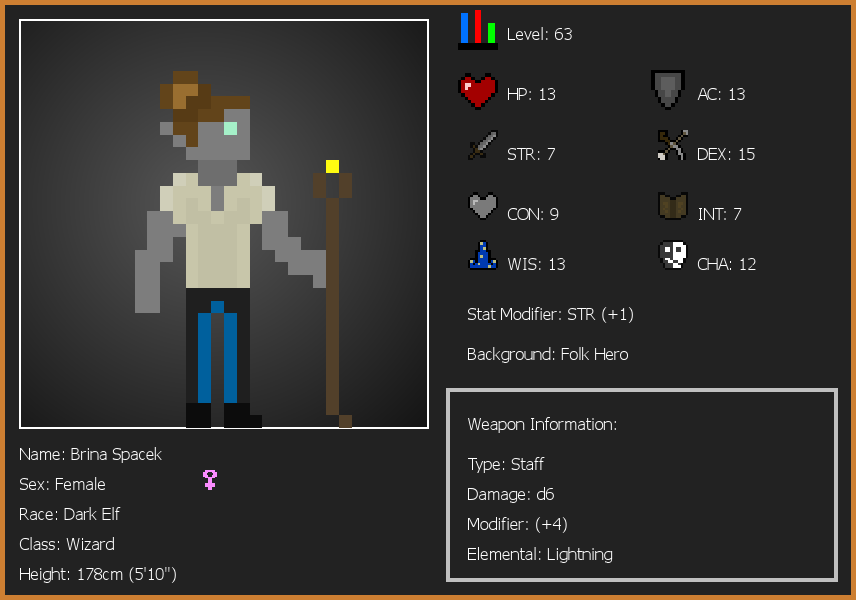 Level: 63
HP: 13
AC: 13
STR: 7
DEX: 15
CON: 9
INT: 7
WIS: 13
CHA: 12
Stat Modifier: STR (+1)
Background: Folk Hero
Weapon Information:
Type: Staff
Damage: d6
Modifier: (+4)
Elemental: Lightning
Name: Brina Spacek
Sex: Female
Race: Dark Elf
Class: Wizard
Height: 178cm (5'10")